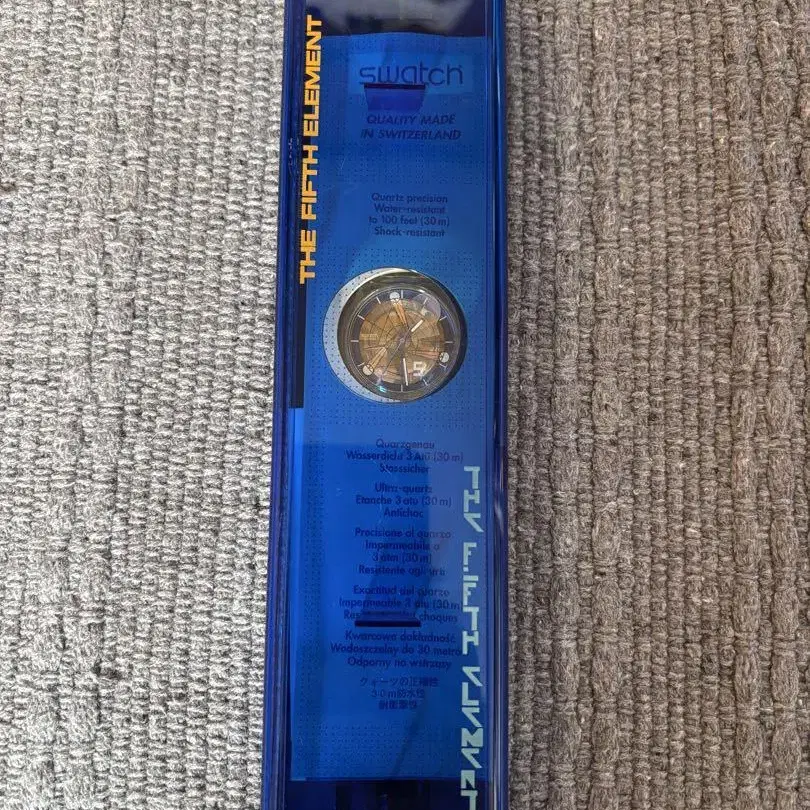 THE FIFTH ELEMENT
swatch
QUALITY MADE
IN SWITZERLAND
Quartz precision
Water-resistant
to 100 feet (30 m)
Shock-resistant
5
Quarzgenau
Wasserdicht 3 Atü (30 m)
Stosssicher
Ultra-quartz
Etanche 3 atü (30 m)
Antichoc
Precisione al quarzo
Impermeabile a
3 atm (30 m)
Resistente agli urti
Exactitud del cuarzo
Impermeable 3 atu (30 m
choques
Kwarcowa dokładność
Wodoszczelny do 30 metró
Odporny na wstrząsy
クォーツの正確性
30m防水性
耐衝撃性
THE FIFTH ELEMENT